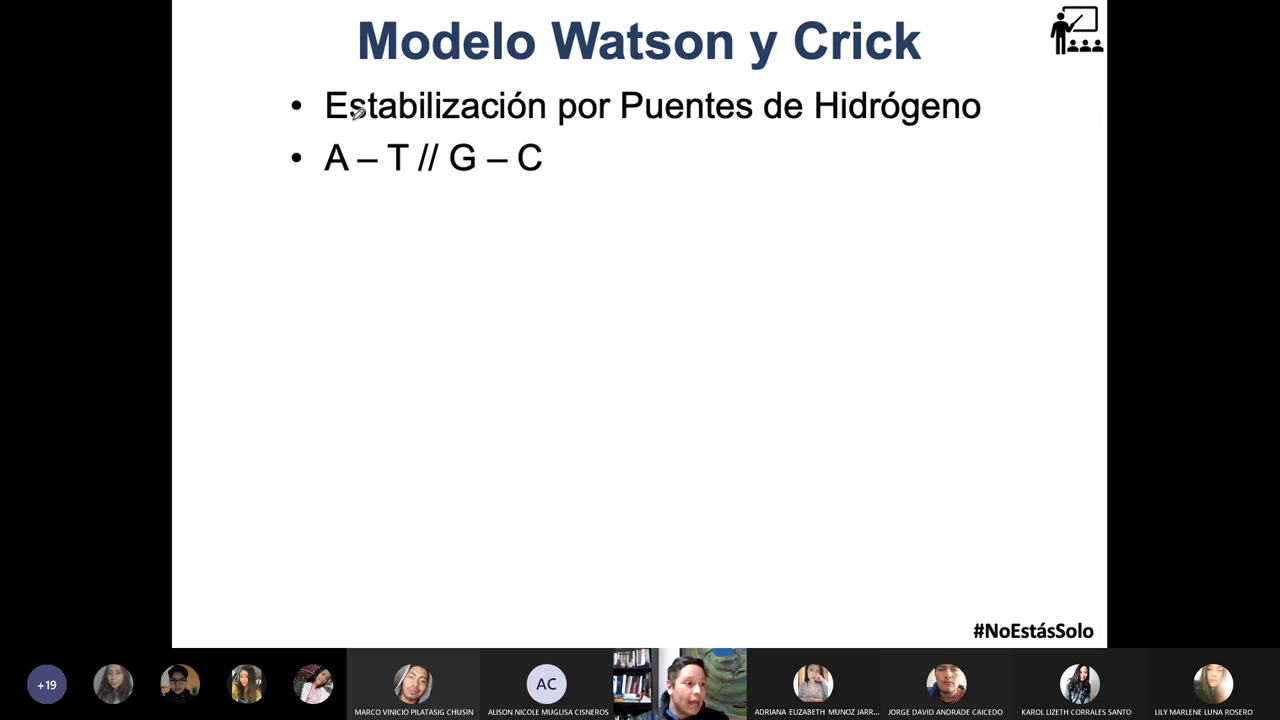 Modelo Watson y Crick
• Estabilización por Puentes de Hidrógeno
• A – T // G – C
#NoEstásSolo
+19
MARCO VINICIO PILATASIG CHUSIN
AC
ALISON NICOLE MUGLISA CISNEROS
ADRIANA ELIZABETH MUNOZ JARR...
JORGE DAVID ANDRADE CAICEDO
KAROL LIZETH CORRALES SANTO
LILY MARLENE LUNA ROSERO